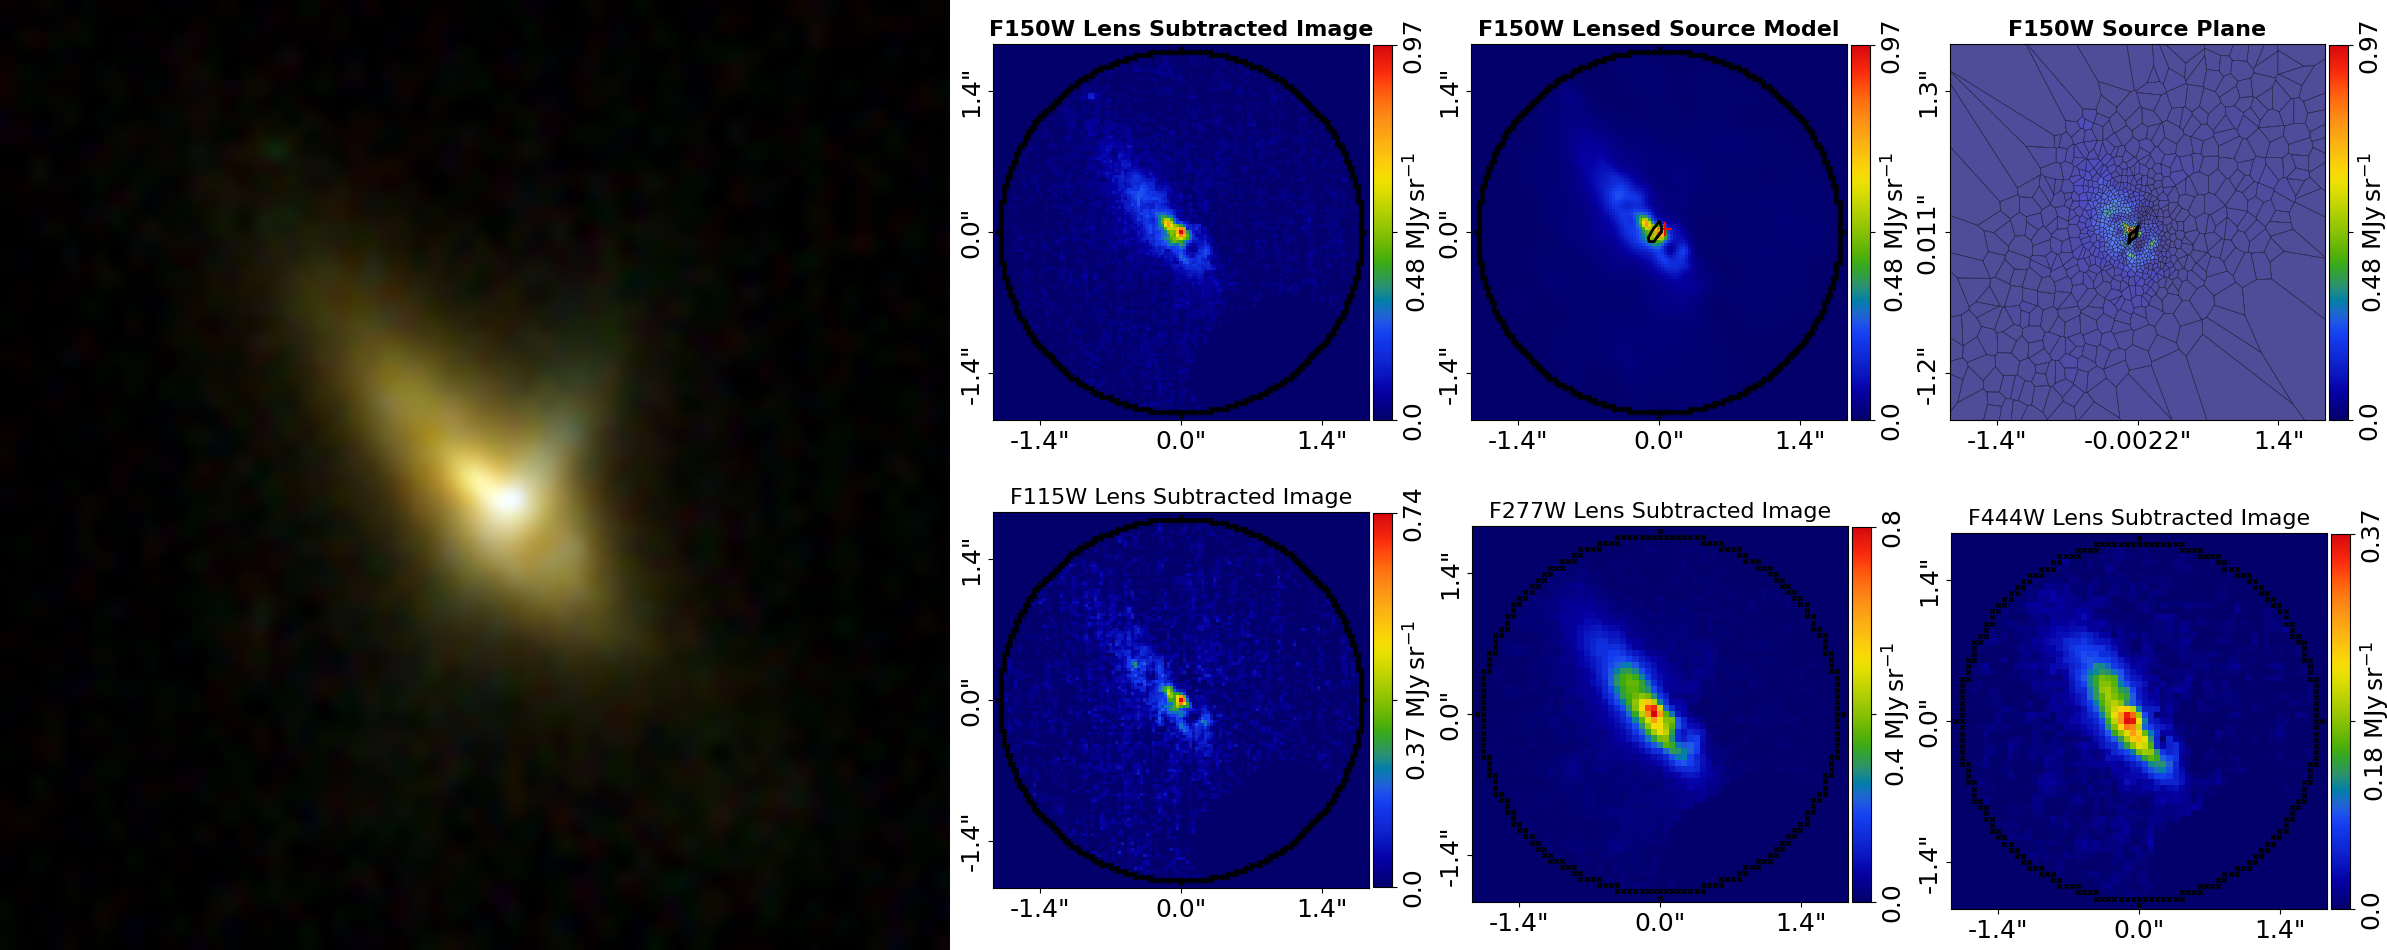 F150W Lens Subtracted Image
1.4"
0.0"
-1.4"
-1.4" 0.0" 1.4"
0.97
0.48 MJy sr⁻¹
0.0
F150W Lensed Source Model
1.4"
0.0"
-1.4"
-1.4" 0.0" 1.4"
0.97
0.48 MJy sr⁻¹
0.0
F150W Source Plane
1.3"
0.011"
-1.2"
-1.4" -0.0022" 1.4"
0.97
0.48 MJy sr⁻¹
0.0
F115W Lens Subtracted Image
1.4"
0.0"
-1.4"
-1.4" 0.0" 1.4"
0.74
0.37 MJy sr⁻¹
0.0
F277W Lens Subtracted Image
1.4"
0.0"
-1.4"
-1.4" 0.0" 1.4"
0.8
0.4 MJy sr⁻¹
0.0
F444W Lens Subtracted Image
1.4"
0.0"
-1.4"
-1.4" 0.0" 1.4"
0.37
0.18 MJy sr⁻¹
0.0